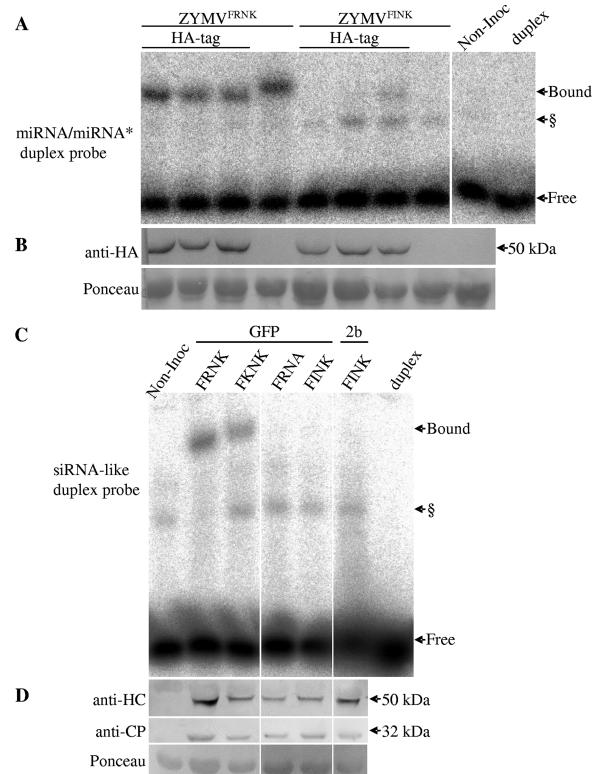 A
ZYMV^FRNK ZYMV^FINK
HA-tag HA-tag
Non-Inoc
duplex
Bound
§
miRNA/miRNA*
duplex probe
Free
B
anti-HA
50 kDa
Ponceau
C
GFP 2b
Non-Inoc FRNK FKNK FRNA FINK FINK duplex
Bound
siRNA-like
duplex probe
§
Free
D
anti-HC
50 kDa
anti-CP
32 kDa
Ponceau